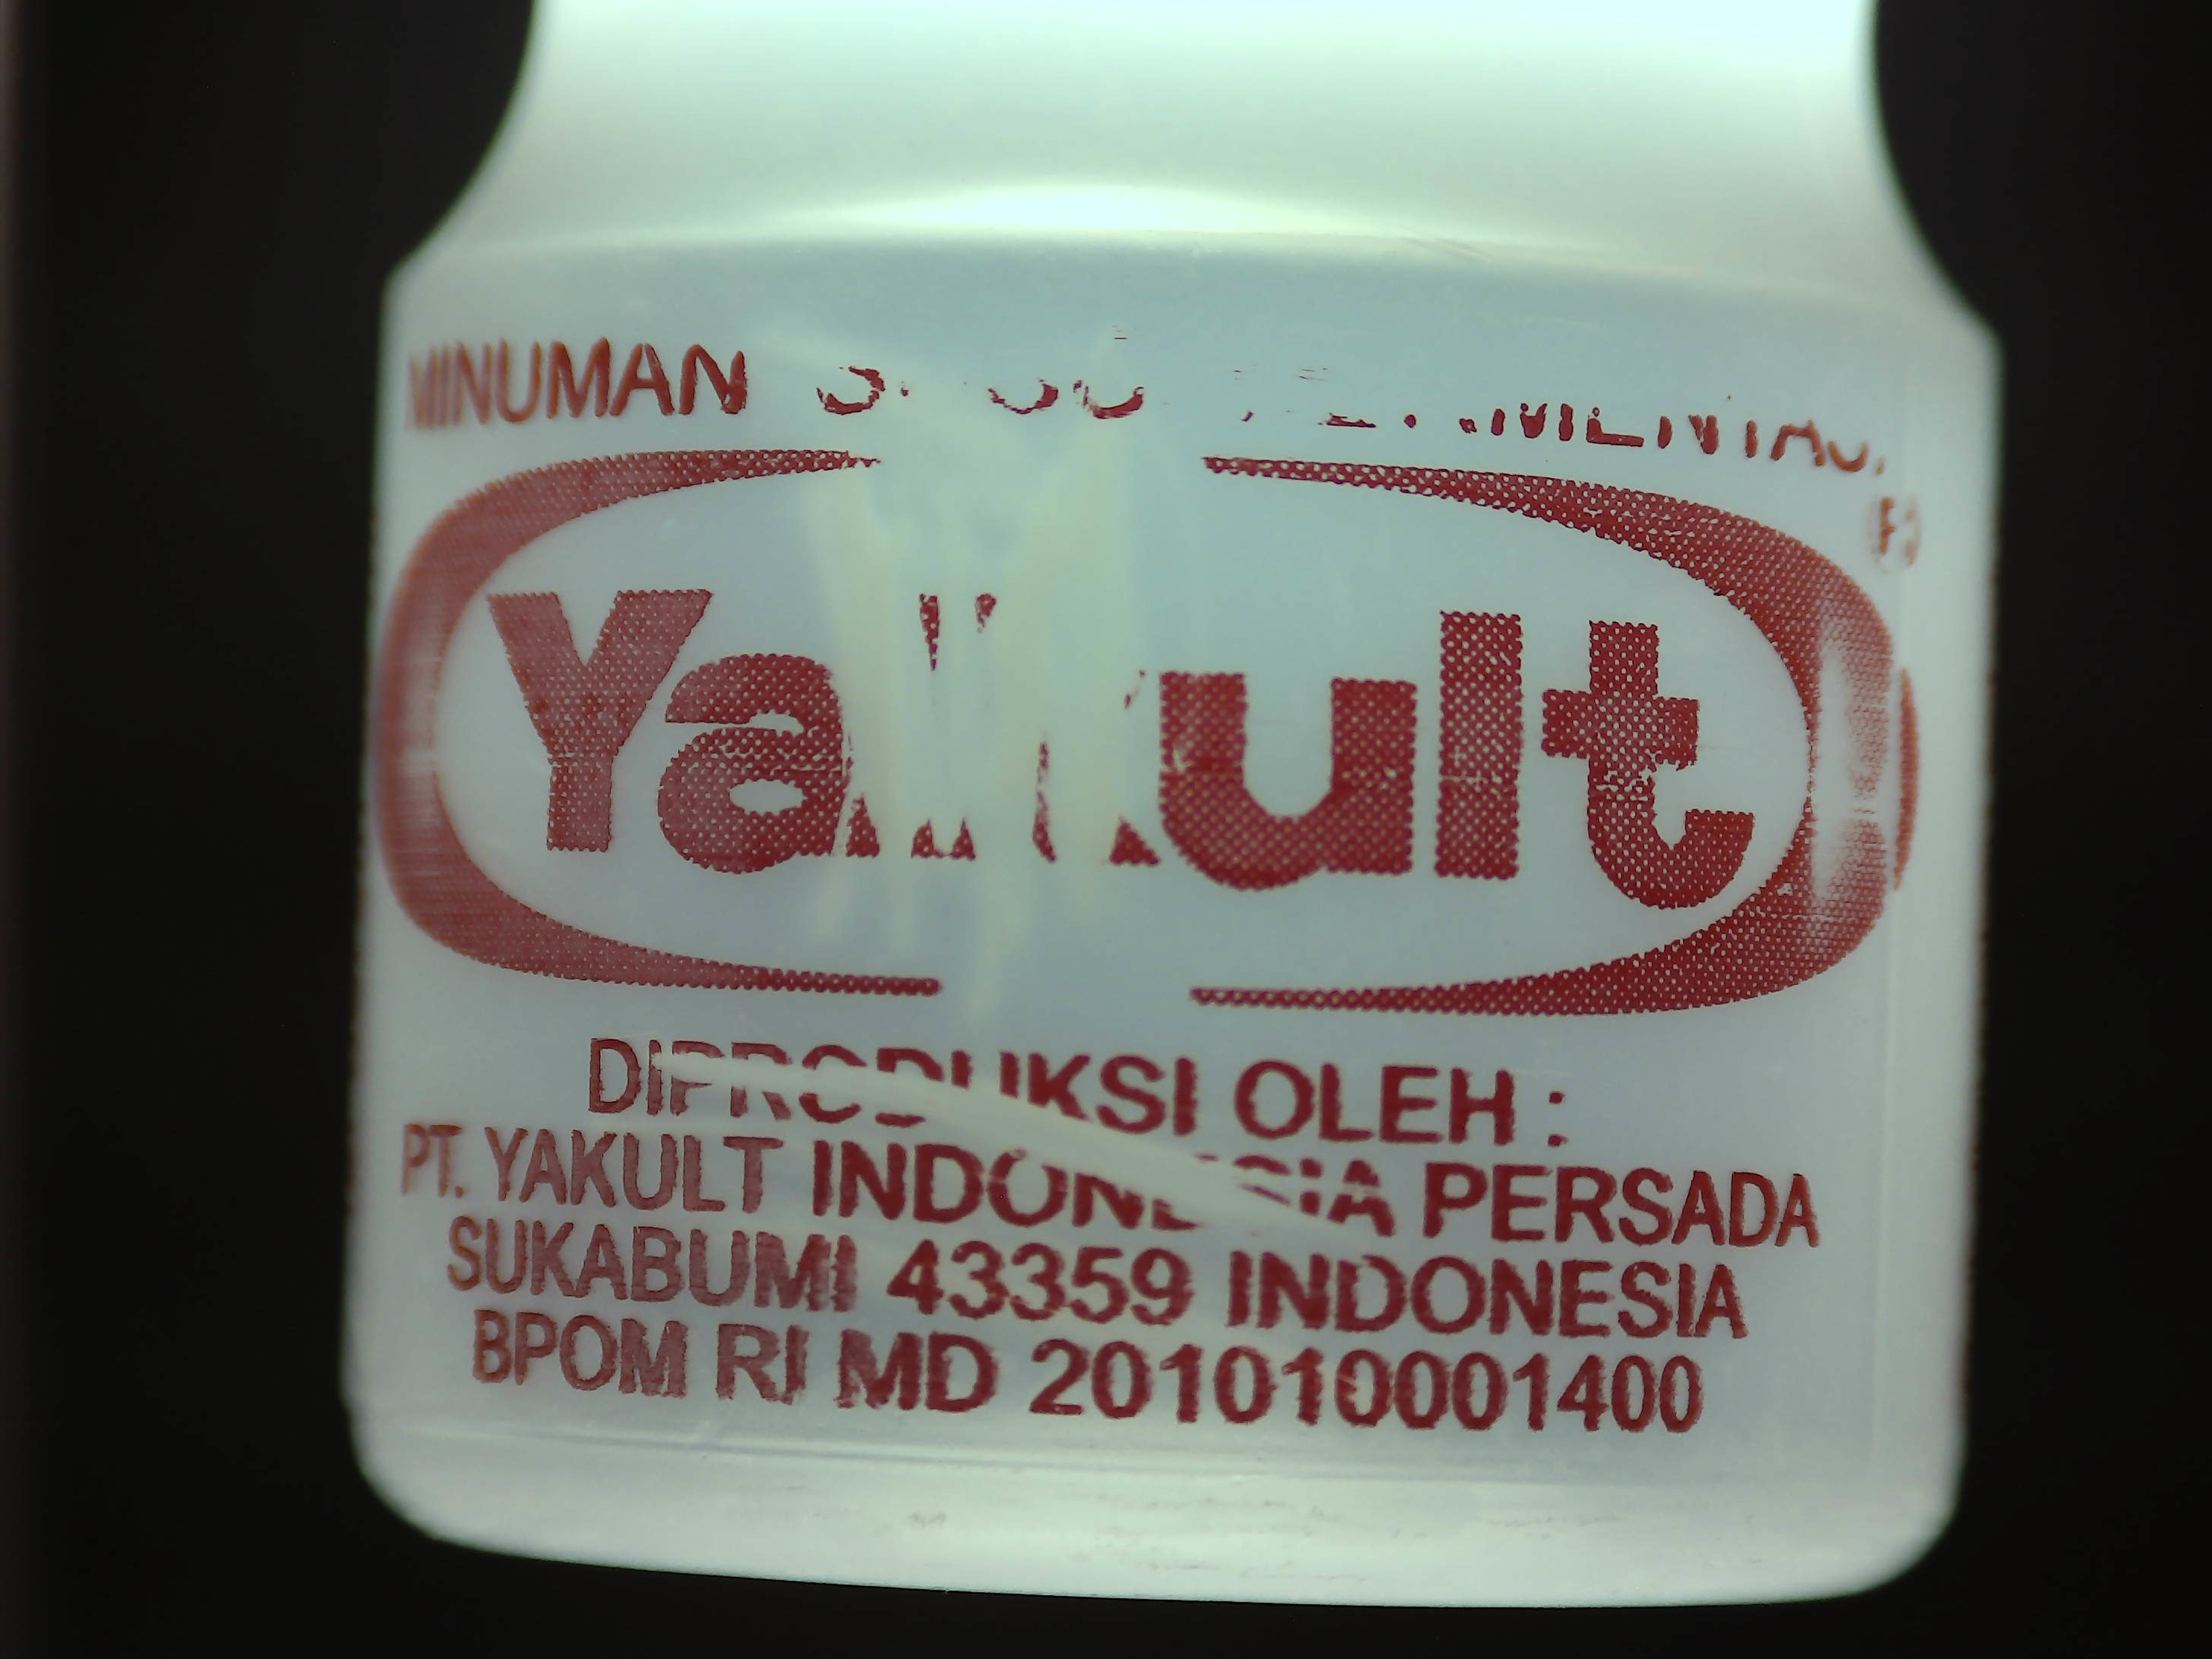 MINUMAN
Yakult
DIPRODUKSI OLEH :
PT. YAKULT INDONESIA PERSADA
SUKABUMI 43359 INDONESIA
BPOM RI MD 201010001400